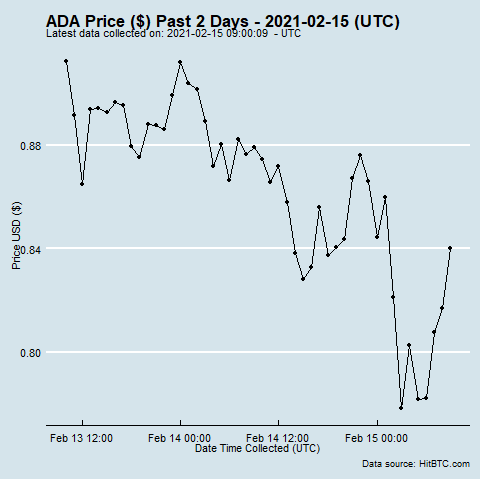 ADA Price ($) Past 2 Days - 2021-02-15 (UTC)
Latest data collected on: 2021-02-15 09:00:09  - UTC
0.88
0.84
0.80
Price USD ($)
Feb 13 12:00
Feb 14 00:00
Feb 14 12:00
Feb 15 00:00
Date Time Collected (UTC)
Data source: HitBTC.com